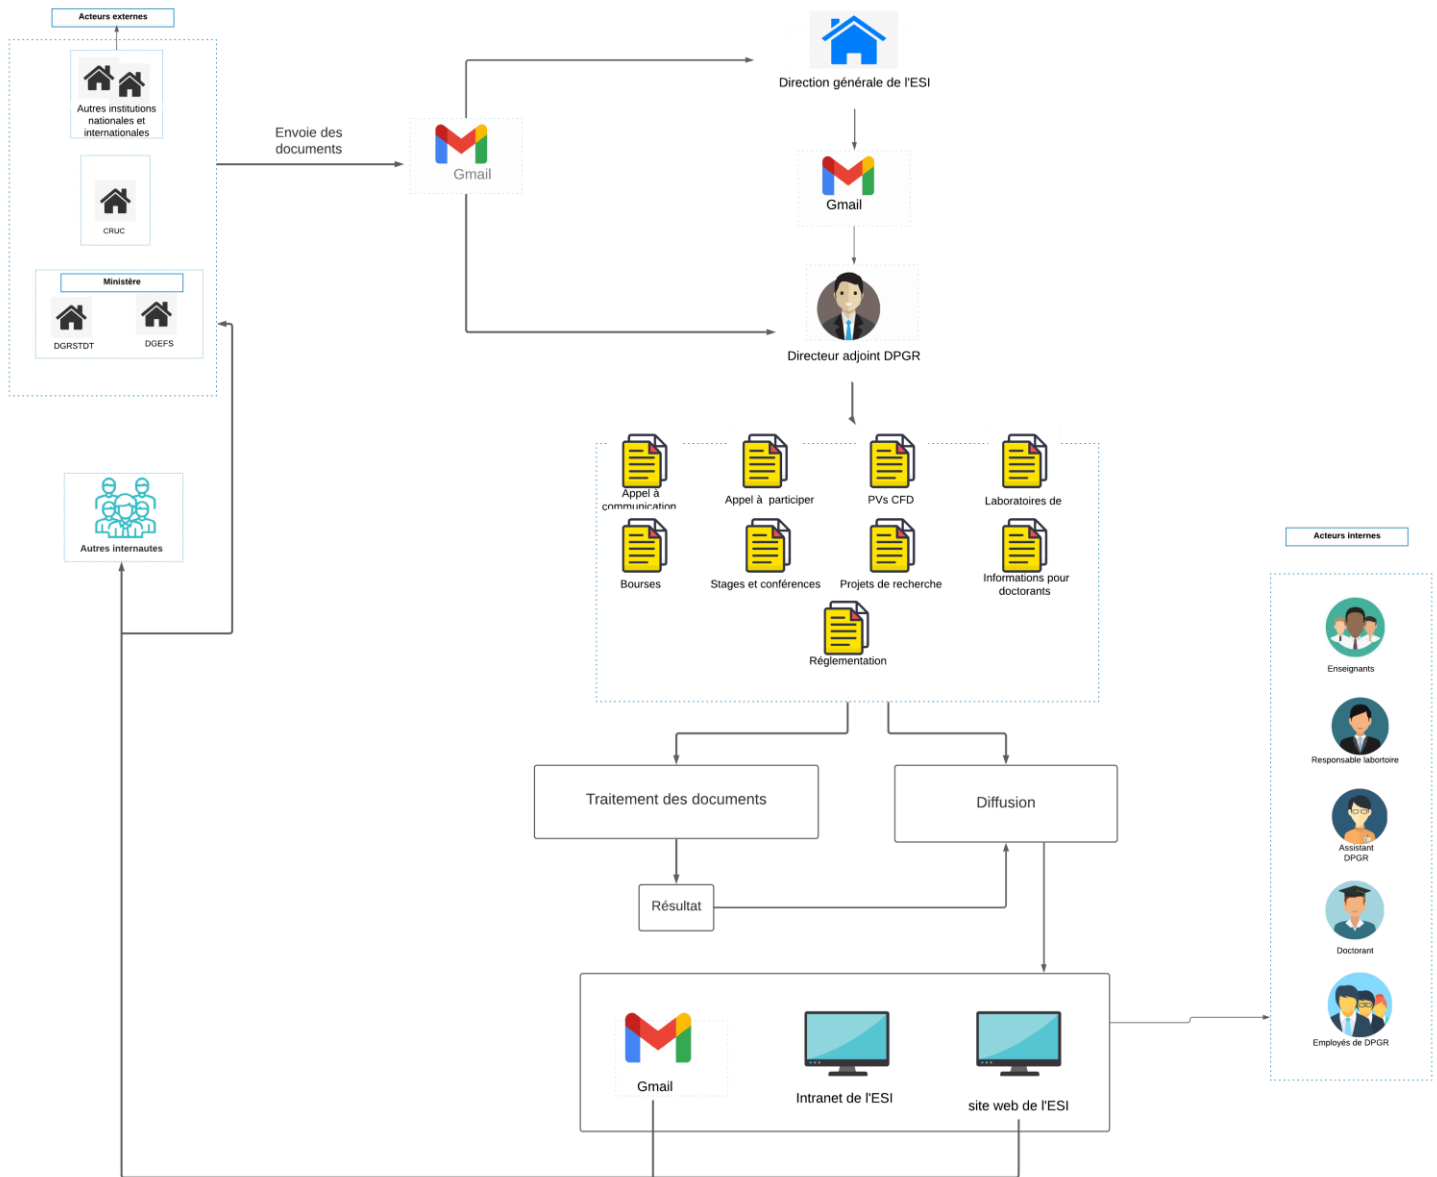 Acteurs externes
Autres institutions
nationales et
internationales
CRUC
Ministère
DGRSTDT
DGEFS
Envoie des
documents
Gmail
Direction générale de l'ESI
Gmail
Directeur adjoint DPGR
Appel à
communication
Appel à participer
PVs CFD
Laboratoires de
Bourses
Stages et conférences
Projets de recherche
Informations pour
doctorants
Réglementation
Autres internautes
Traitement des documents
Diffusion
Résultat
Gmail
Intranet de l'ESI
site web de l'ESI
Acteurs internes
Enseignants
Responsable labortoire
Assistant
DPGR
Doctorant
Employés de DPGR